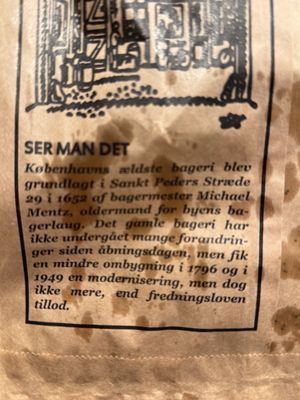 SER MAN DET
Københavns ældste bageri blev
grundlagt i Sankt Peders Stræde
29 i 1652 af bagermester Michael
Mentz, oldermand for byens ba-
gerlaug. Det gamle bageri har
ikke undergået mange forandrin-
ger siden åbningsdagen, men fik
en mindre ombygning i 1796 og i
1949 en modernisering, men dog
ikke mere, end fredningsloven
tillod.